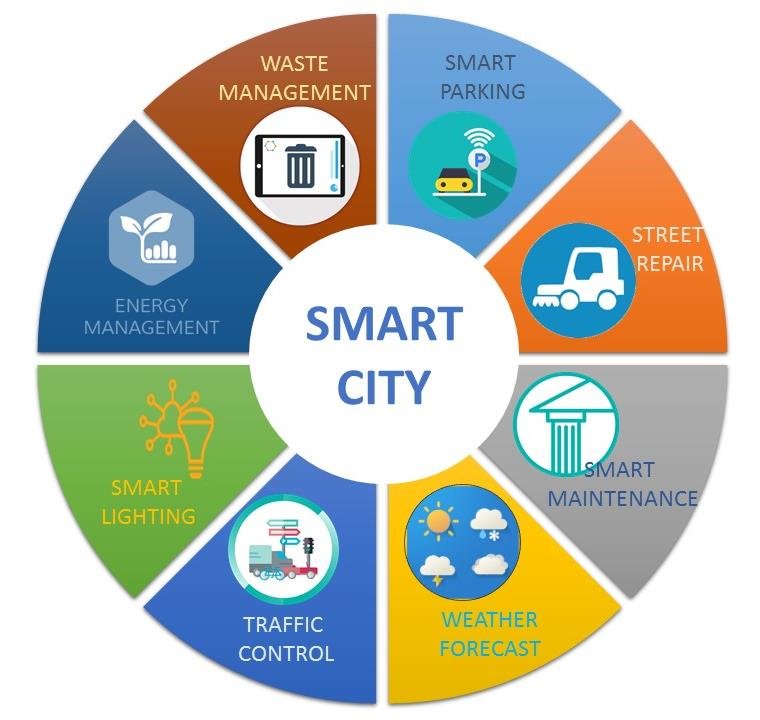 WASTE
MANAGEMENT
SMART
PARKING
P
STREET
REPAIR
SMART
MAINTENANCE
WEATHER
FORECAST
TRAFFIC
CONTROL
SMART
LIGHTING
ENERGY
MANAGEMENT
SMART
CITY